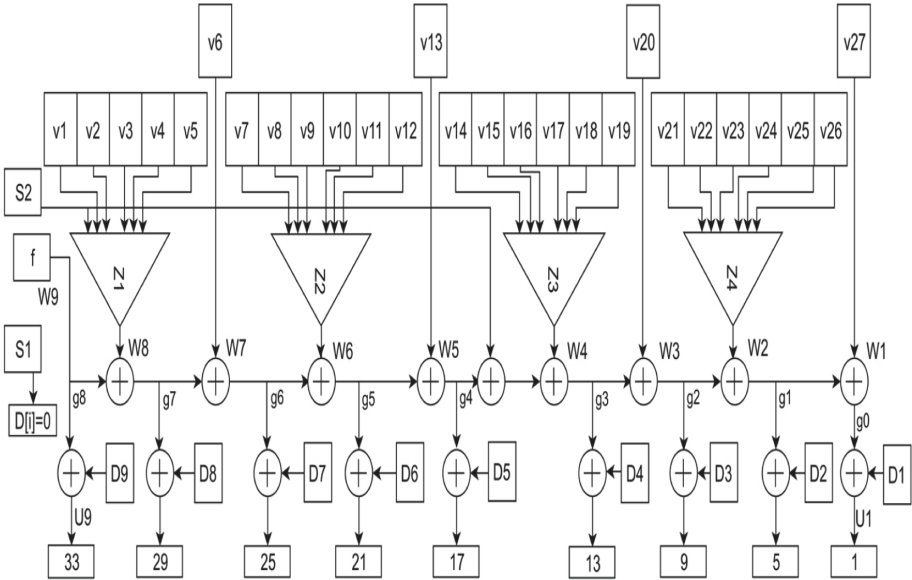 v6 v13 v20 v27
v1 v2 v3 v4 v5 v7 v8 v9 v10 v11 v12 v14 v15 v16 v17 v18 v19 v21 v22 v23 v24 v25 v26
S2
f
Z1 Z2 Z3 Z4
W9
S1
W8 W7 W6 W5 W4 W3 W2 W1
g8 g7 g6 g5 g4 g3 g2 g1 g0
D[i]=0
D9 D8 D7 D6 D5 D4 D3 D2 D1
U9 U1
33 29 25 21 17 13 9 5 1